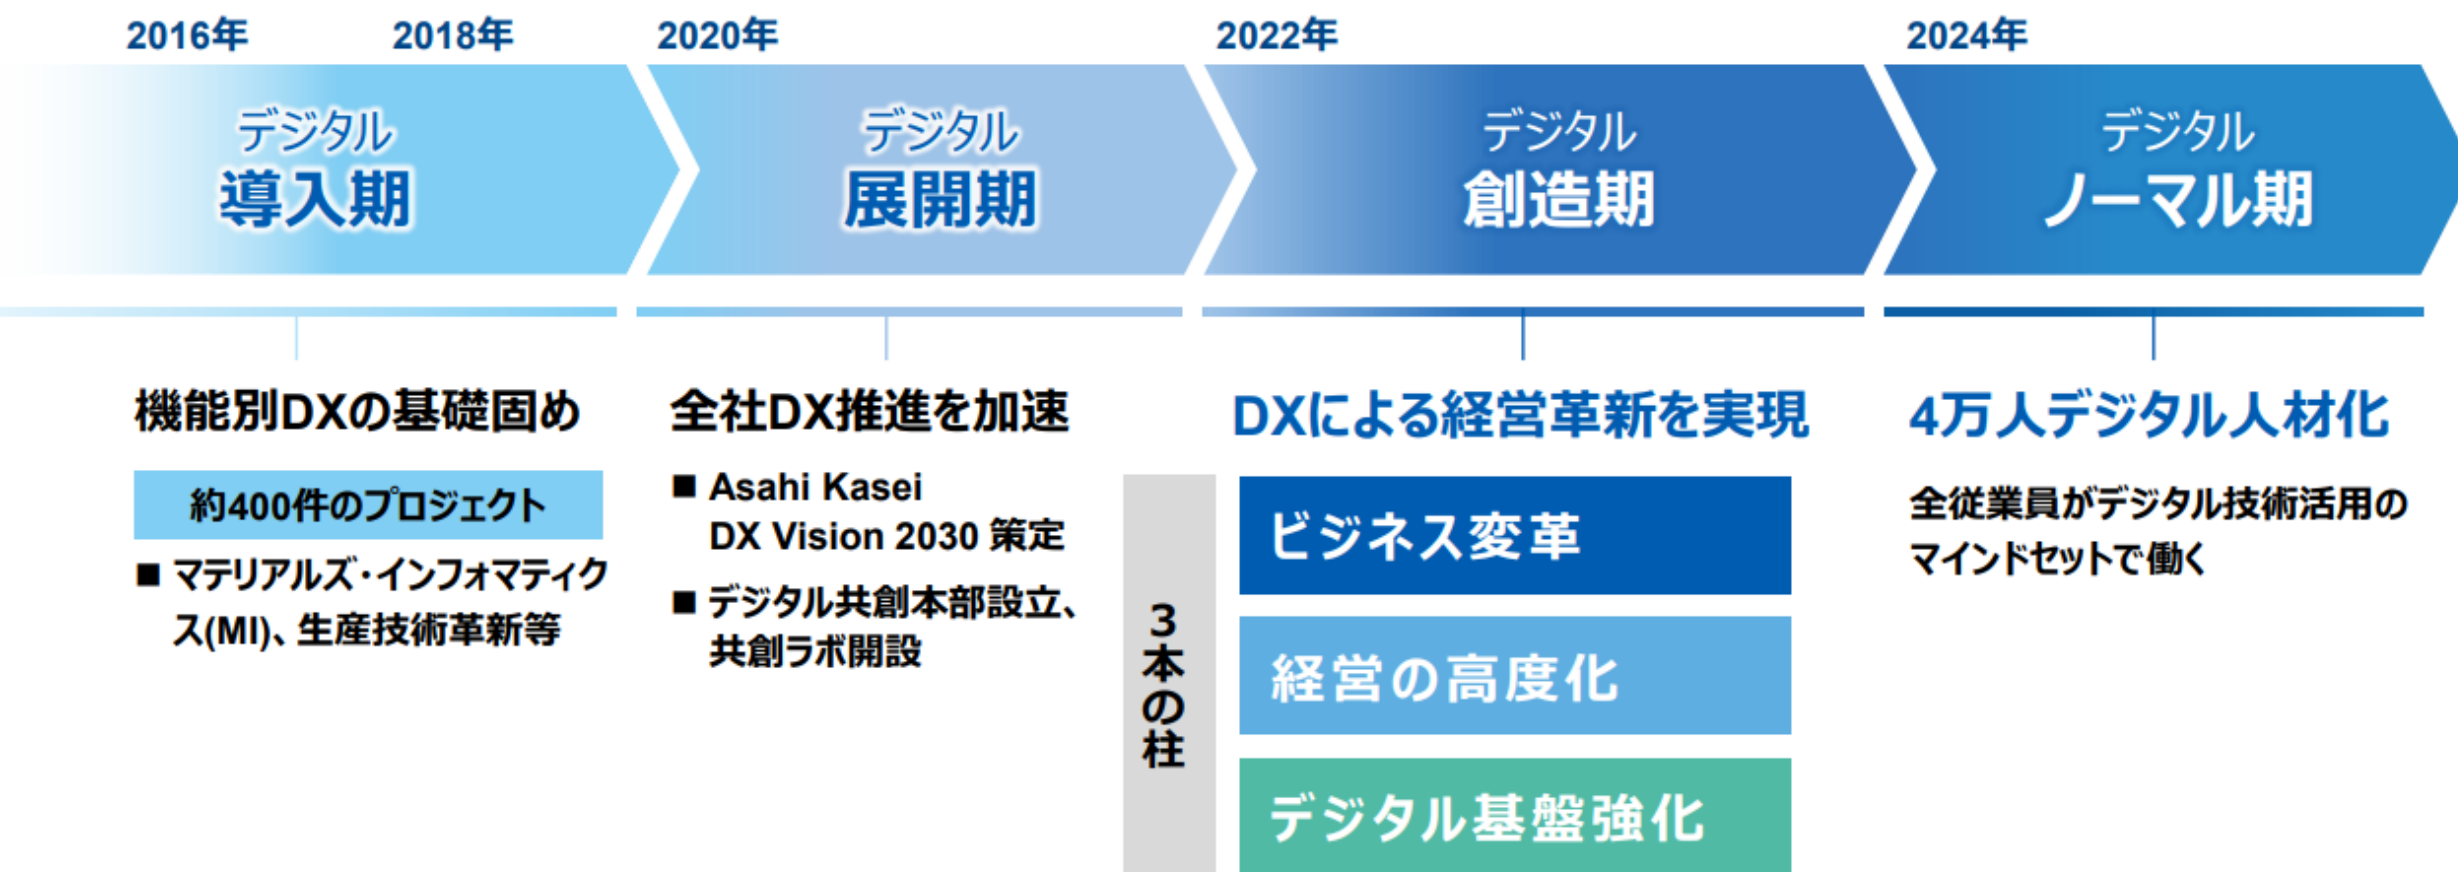 2016年
2018年
2020年
2022年
2024年
デジタル
導入期
デジタル
展開期
デジタル
創造期
デジタル
ノーマル期
機能別DXの基礎固め
約400件のプロジェクト
■ マテリアルズ・インフォマティク
ス(MI)、生産技術革新等
全社DX推進を加速
■ Asahi Kasei
DX Vision 2030 策定
■ デジタル共創本部設立、
共創ラボ開設
DXによる経営革新を実現
3本の柱
ビジネス変革
経営の高度化
デジタル基盤強化
4万人デジタル人材化
全従業員がデジタル技術活用の
マインドセットで働く